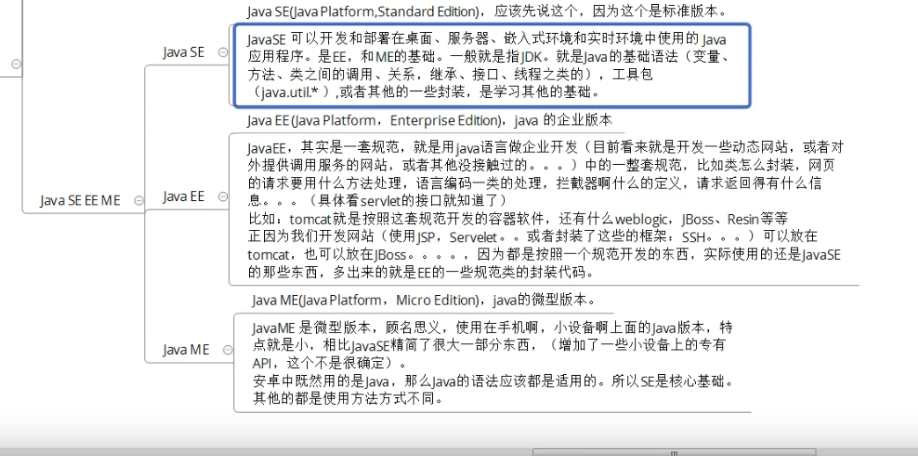 Java SE(Java Platform,Standard Edition)，应该先说这个，因为这个是标准版本。
Java SE
JavaSE 可以开发和部署在桌面、服务器、嵌入式环境和实时环境中使用的 Java
应用程序。是EE，和ME的基础。一般就是指JDK。就是Java的基础语法（变量、
方法、类之间的调用、关系，继承、接口、线程之类的），工具包
（java.util.* ）,或者其他的一些封装，是学习其他的基础。
Java EE(Java Platform，Enterprise Edition)，java 的企业版本
Java SE EE ME
Java EE
JavaEE，其实是一套规范，就是用java语言做企业开发（目前看来就是开发一些动态网站，或者对
外提供调用服务的网站，或者其他没接触过的。。。）中的一整套规范，比如类怎么封装，网页
的请求要用什么方法处理，语言编码一类的处理，拦截器啊什么的定义，请求返回得有什么信
息。。。（具体看servlet的接口就知道了）
比如：tomcat就是按照这套规范开发的容器软件，还有什么weblogic，JBoss、Resin等等
正因为我们开发网站（使用JSP，Servelet。。或者封装了这些的框架：SSH。。。）可以放在
tomcat，也可以放在JBoss。。。。，因为都是按照一个规范开发的东西，实际使用的还是JavaSE
的那些东西，多出来的就是EE的一些规范类的封装代码。
Java ME(Java Platform，Micro Edition)，java的微型版本。
Java ME
JavaME 是微型版本，顾名思义，使用在手机啊，小设备啊上面的Java版本，特
点就是小，相比JavaSE精简了很大一部分东西，（增加了一些小设备上的专有
API，这个不是很确定）。
安卓中既然用的是Java，那么Java的语法应该都是适用的。所以SE是核心基础。
其他的都是使用方法方式不同。